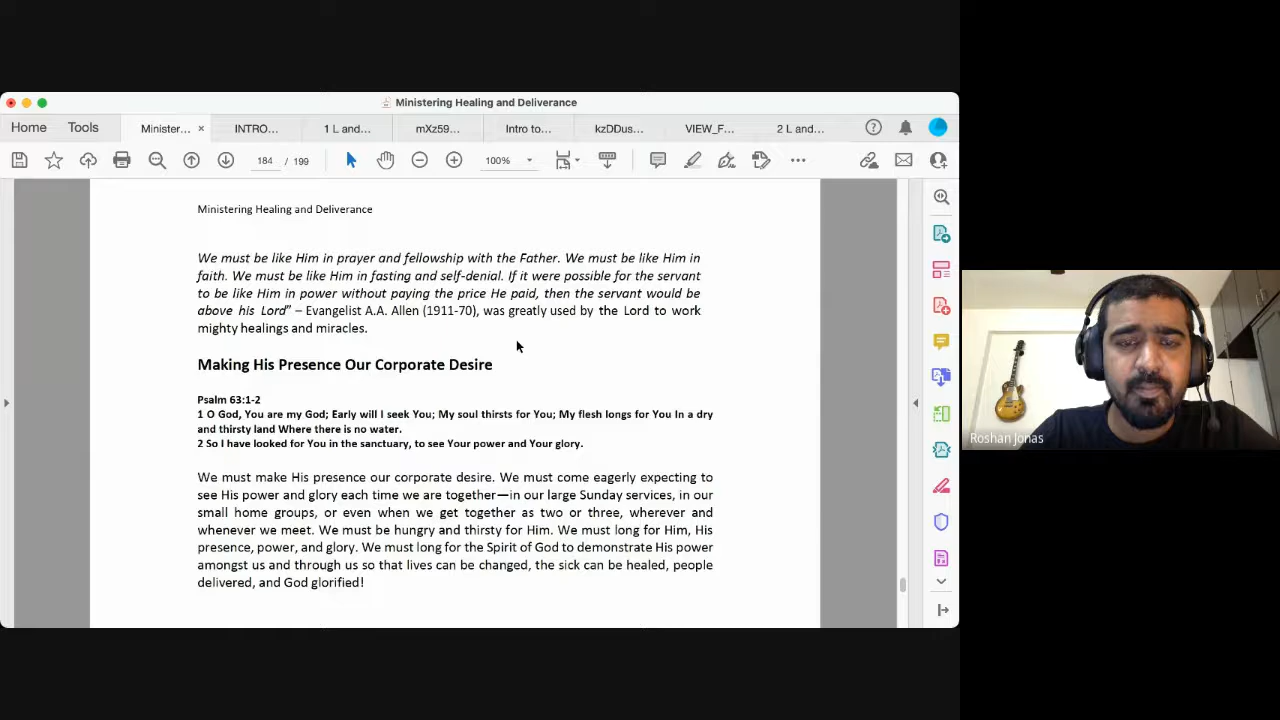 Ministering Healing and Deliverance
Home Tools Minister... × INTRO... 1 L and... mXz59... Intro to... kzDDus... VIEW_F... 2 L and...
184 / 199 100%
Ministering Healing and Deliverance
We must be like Him in prayer and fellowship with the Father. We must be like Him in
faith. We must be like Him in fasting and self-denial. If it were possible for the servant
to be like Him in power without paying the price He paid, then the servant would be
above his Lord" – Evangelist A.A. Allen (1911-70), was greatly used by the Lord to work
mighty healings and miracles.
Making His Presence Our Corporate Desire
Psalm 63:1-2
1 O God, You are my God; Early will I seek You; My soul thirsts for You; My flesh longs for You In a dry
and thirsty land Where there is no water.
2 So I have looked for You in the sanctuary, to see Your power and Your glory.
We must make His presence our corporate desire. We must come eagerly expecting to
see His power and glory each time we are together—in our large Sunday services, in our
small home groups, or even when we get together as two or three, wherever and
whenever we meet. We must be hungry and thirsty for Him. We must long for Him, His
presence, power, and glory. We must long for the Spirit of God to demonstrate His power
amongst us and through us so that lives can be changed, the sick can be healed, people
delivered, and God glorified!
Roshan Jonas